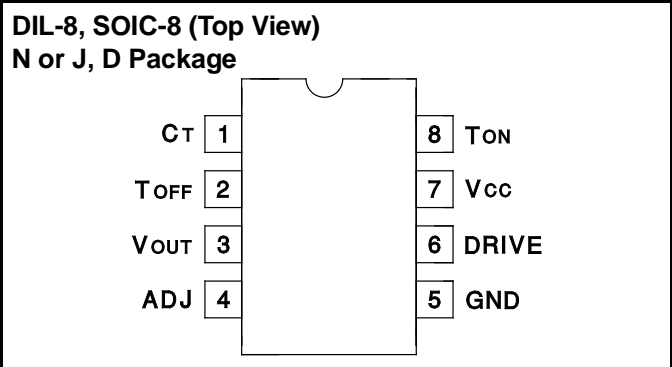 DIL-8, SOIC-8 (Top View)
N or J, D Package
CT 1 8 TON
TOFF 2 7 VCC
VOUT 3 6 DRIVE
ADJ 4 5 GND